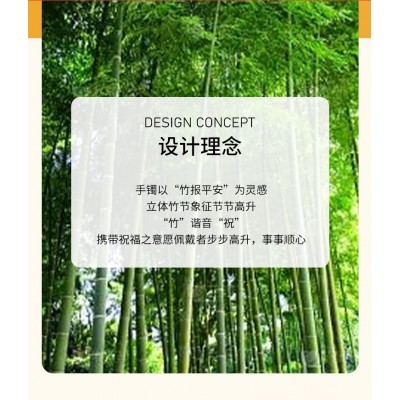 DESIGN CONCEPT
设计理念
手镯以“竹报平安”为灵感
立体竹节象征节节高升
“竹”谐音“祝”
携带祝福之意愿佩戴者步步高升，事事顺心